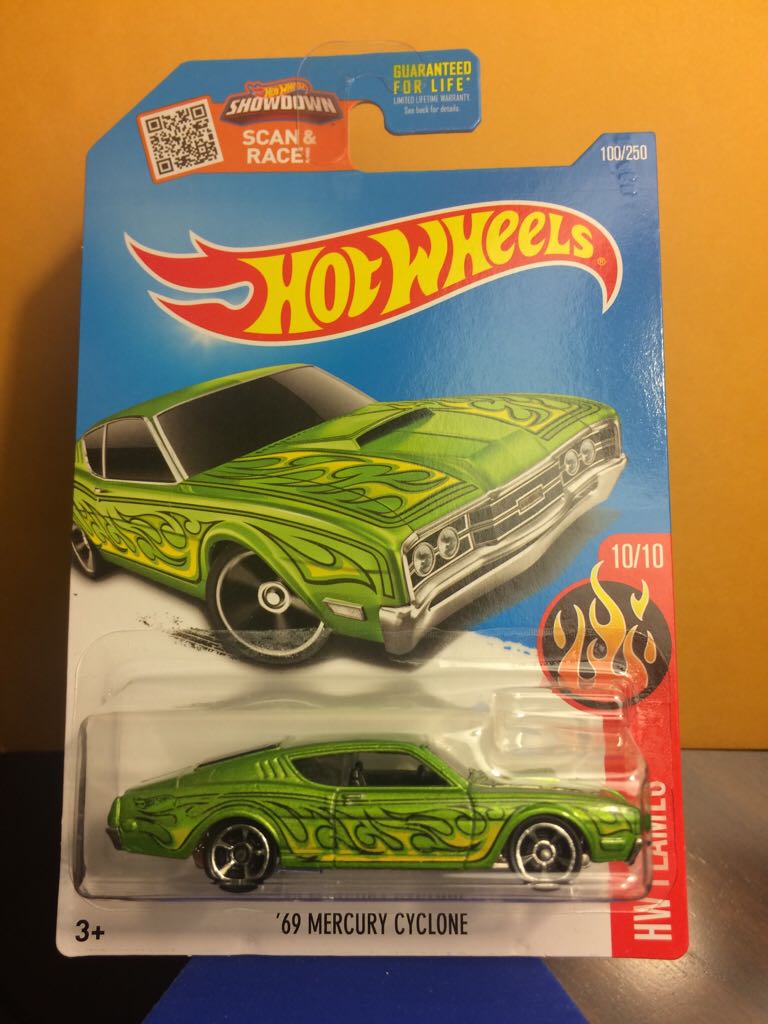 HOT WHEELS
SHOWDOWN
SCAN &
RACE!
GUARANTEED
FOR LIFE*
LIMITED LIFETIME WARRANTY.
See back for details.
100/250
HOT WHEELS®
10/10
HW FLAMES
3+
'69 MERCURY CYCLONE